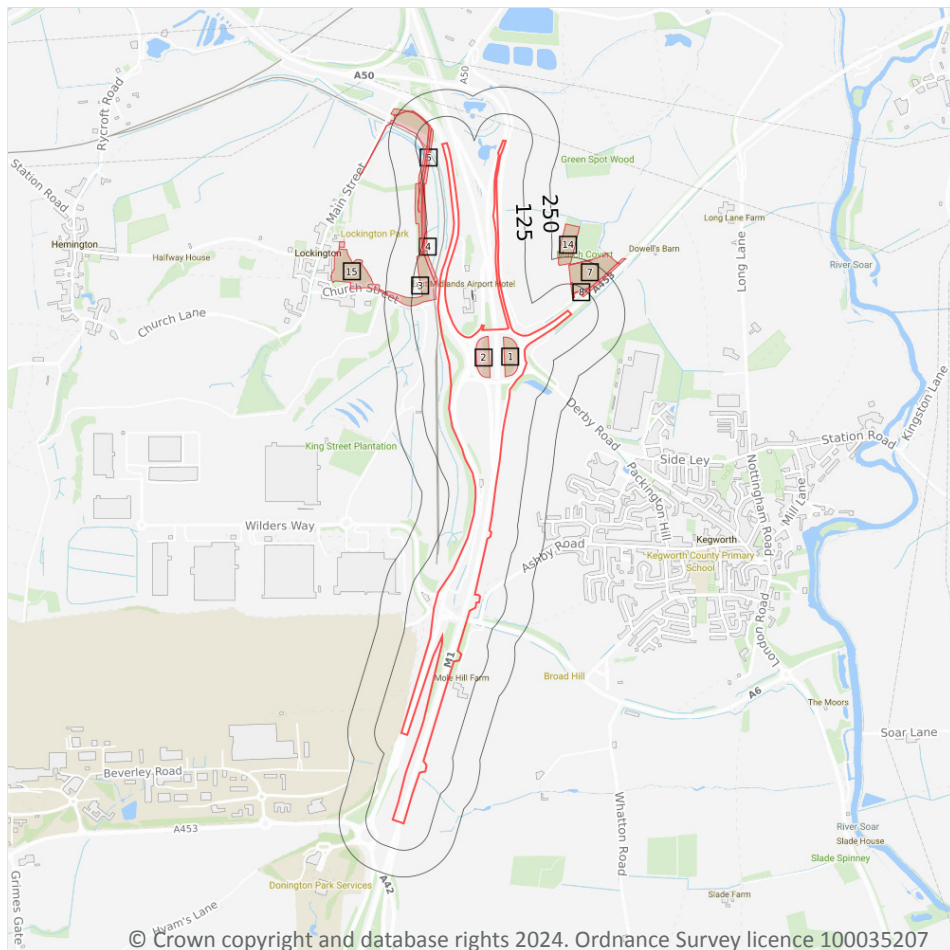 A50
A50
Rycroft Road
Station Road
Main Street
5
Green Spot Wood
250
125
Long Lane Farm
Long Lane
Lockington Park
4
14
Hemington
Halfway House
Lockington
15
Dowell's Barn
7
River Soar
Church Street
3
8
A453
Church Lane
2
1
Kingston Lane
Derby Road
Station Road
King Street Plantation
Side Ley
Packington Hill
Nottingham Road
Mill Lane
Wilders Way
Ashby Road
Kegworth
Kegworth County Primary
School
London Road
M1
Mole Hill Farm
Broad Hill
A6
The Moors
Soar Lane
Beverley Road
A453
Whatton Road
River Soar
Slade House
Slade Spinney
Donington Park Services
A42
Slade Farm
Grimes Gate
Hyam's Lane
© Crown copyright and database rights 2024. Ordnance Survey licence 100035207